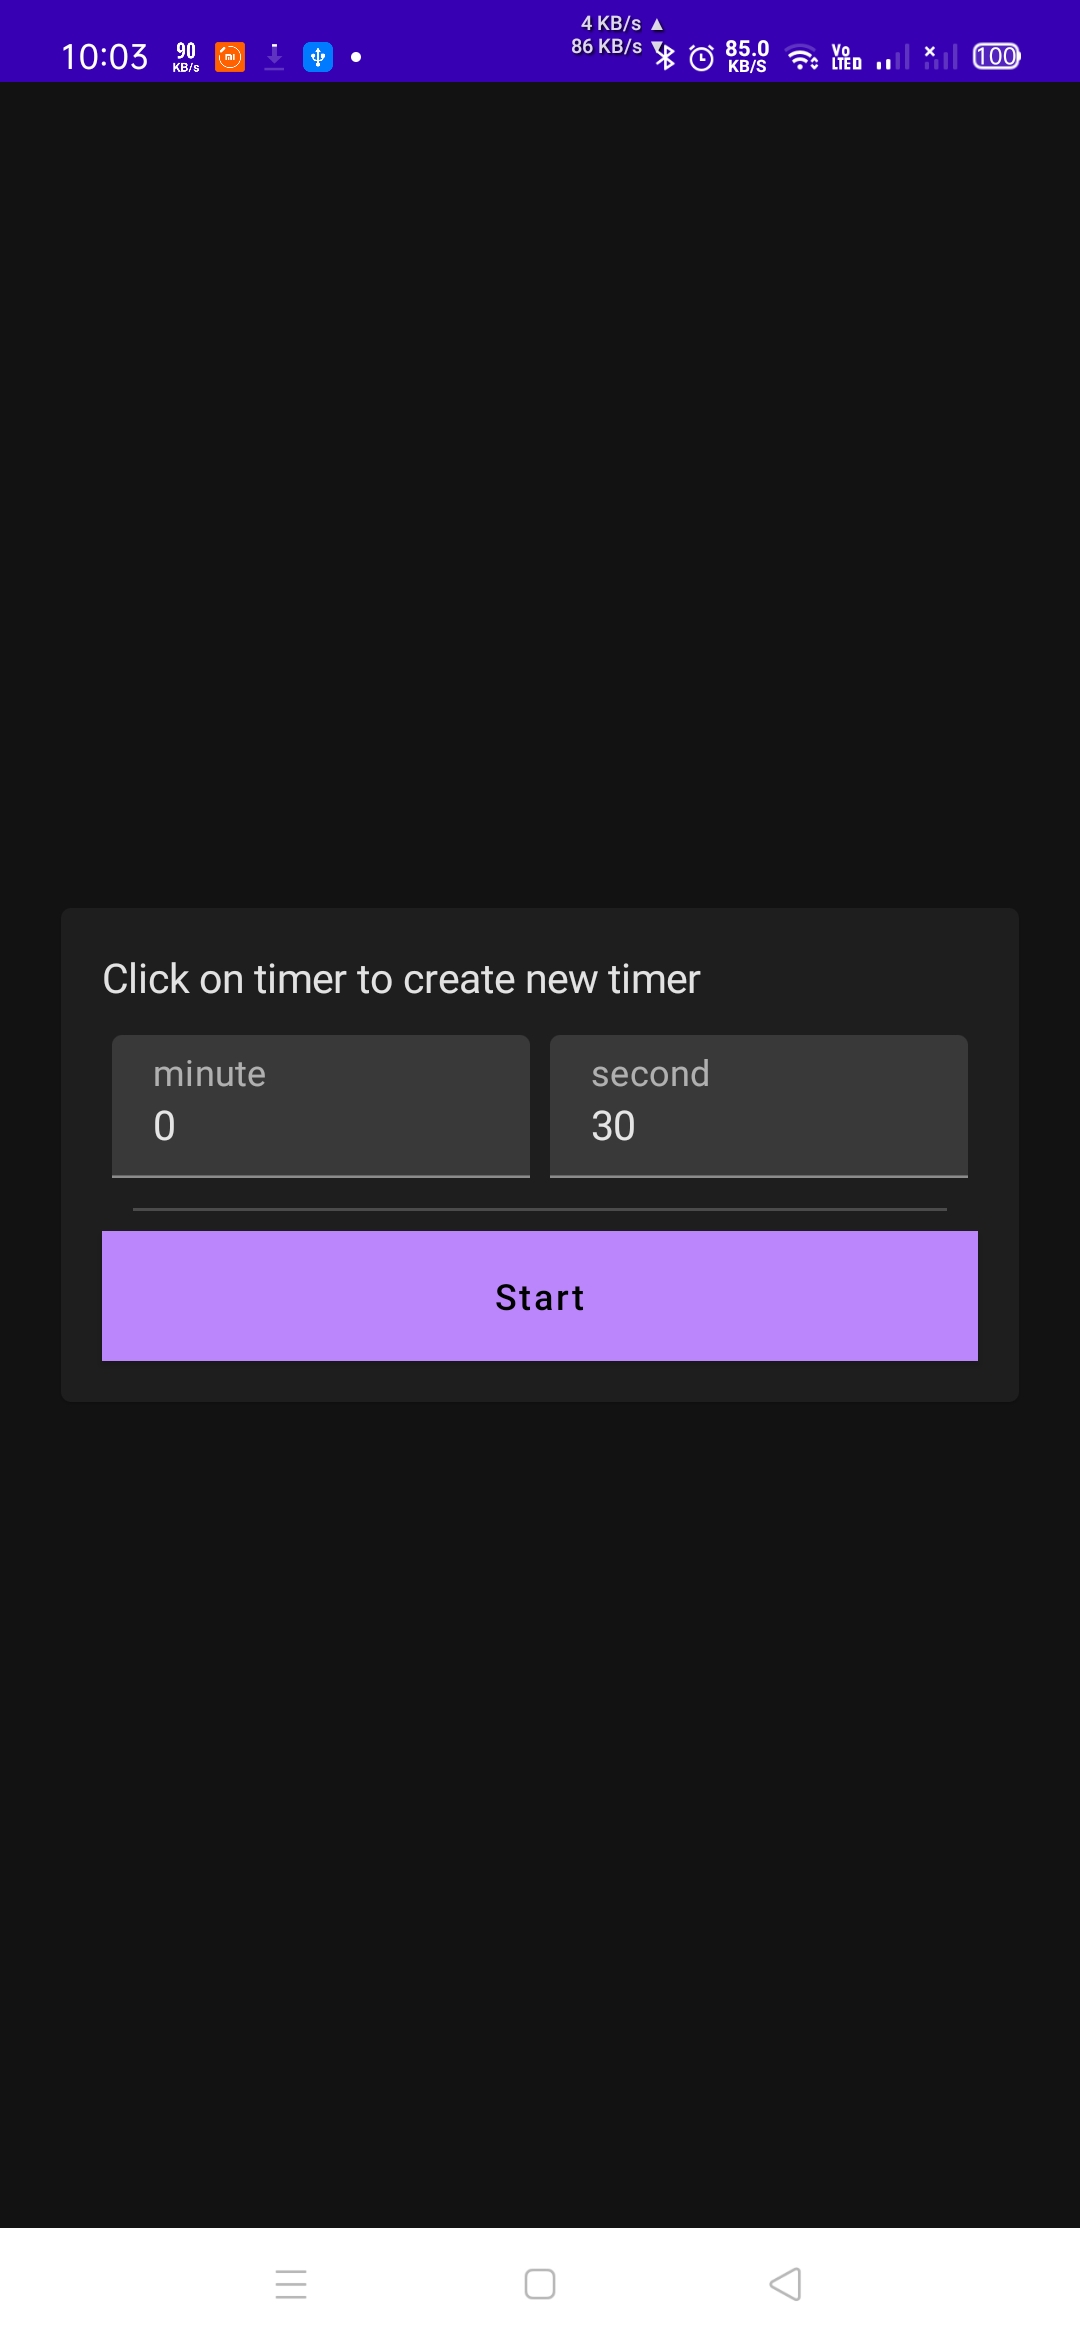 4 KB/s ▲
10:03 90 KB/s mi 86 KB/s ▼ 85.0 KB/S Vo LTE 100
Click on timer to create new timer
minute second
0 30
Start